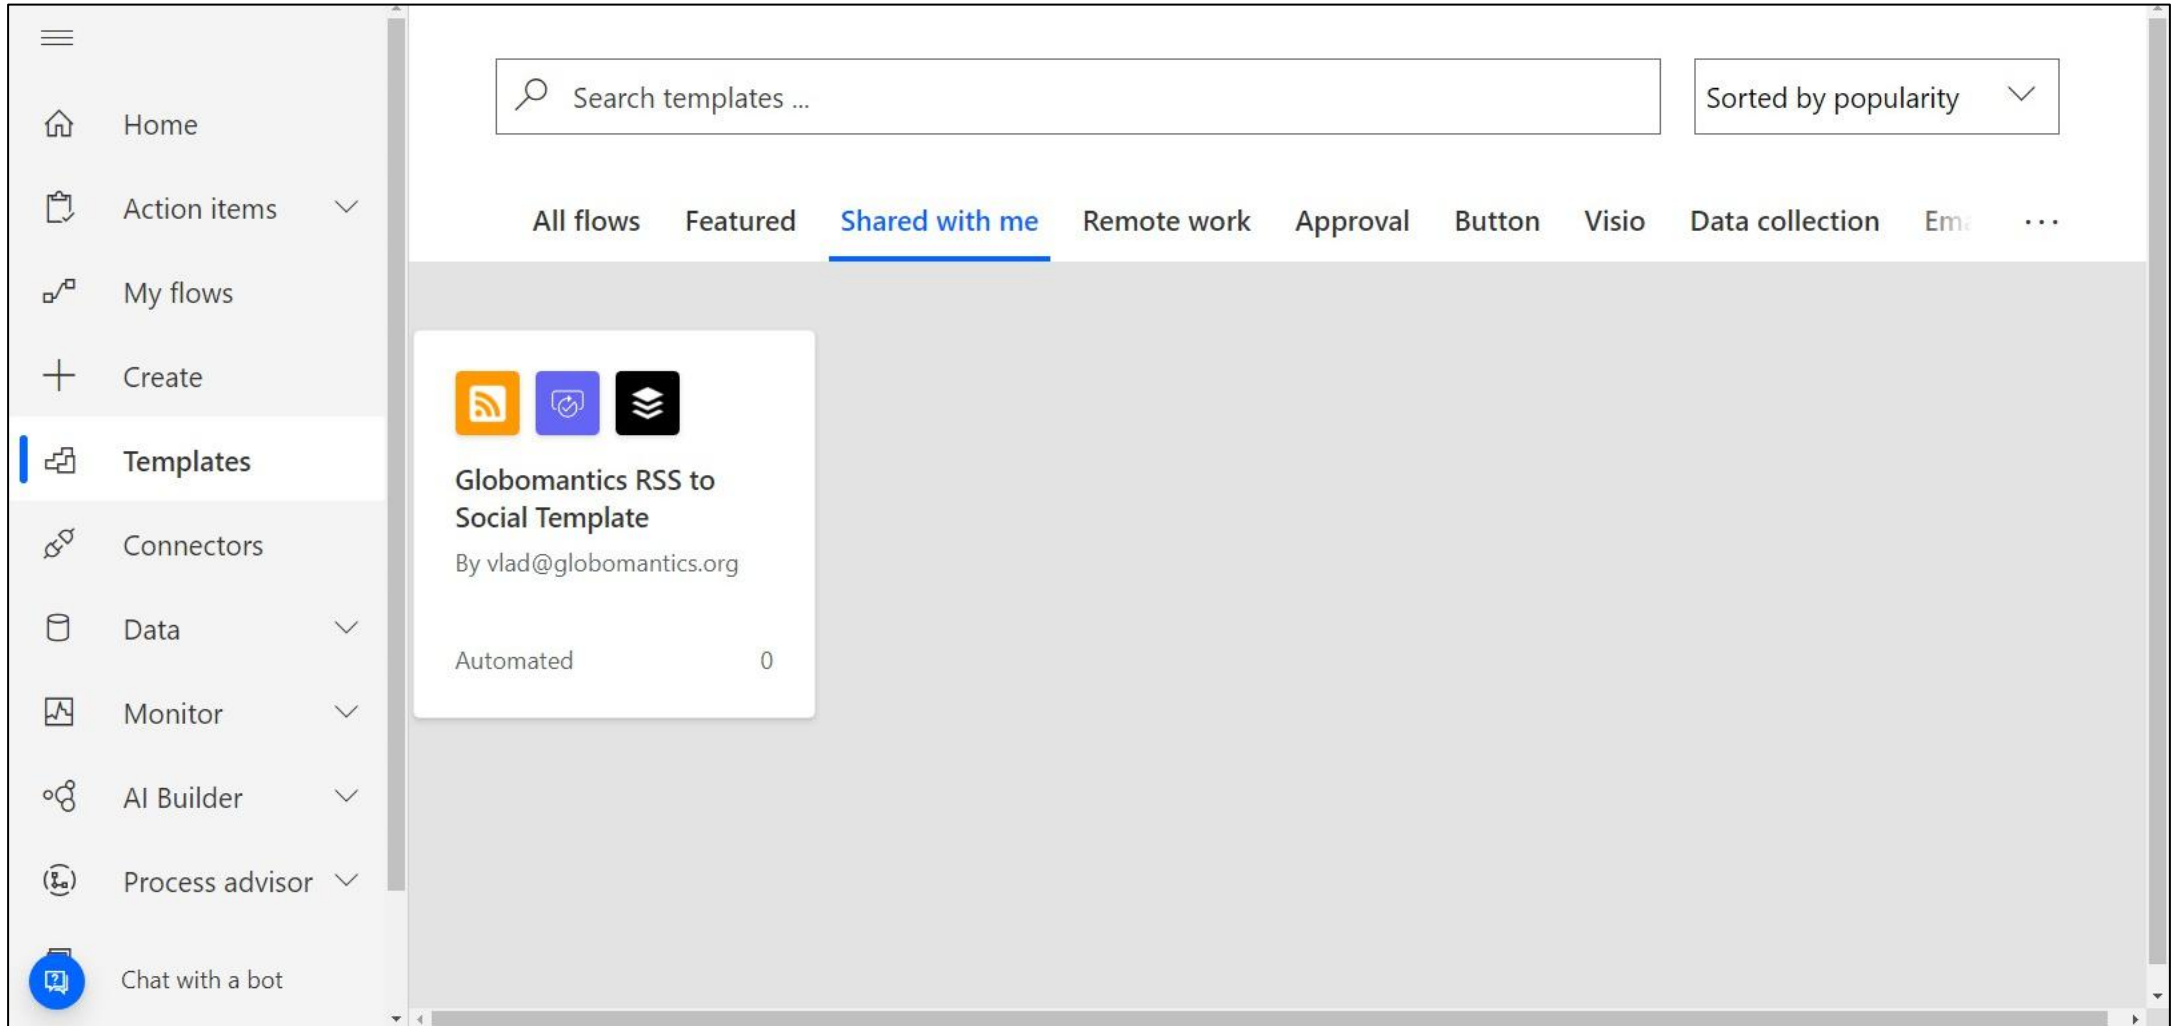 Home
Action items
My flows
Create
Templates
Connectors
Data
Monitor
AI Builder
Process advisor
Chat with a bot
Search templates ...
Sorted by popularity
All flows Featured Shared with me Remote work Approval Button Visio Data collection
Globomantics RSS to
Social Template
By vlad@globomantics.org
Automated 0